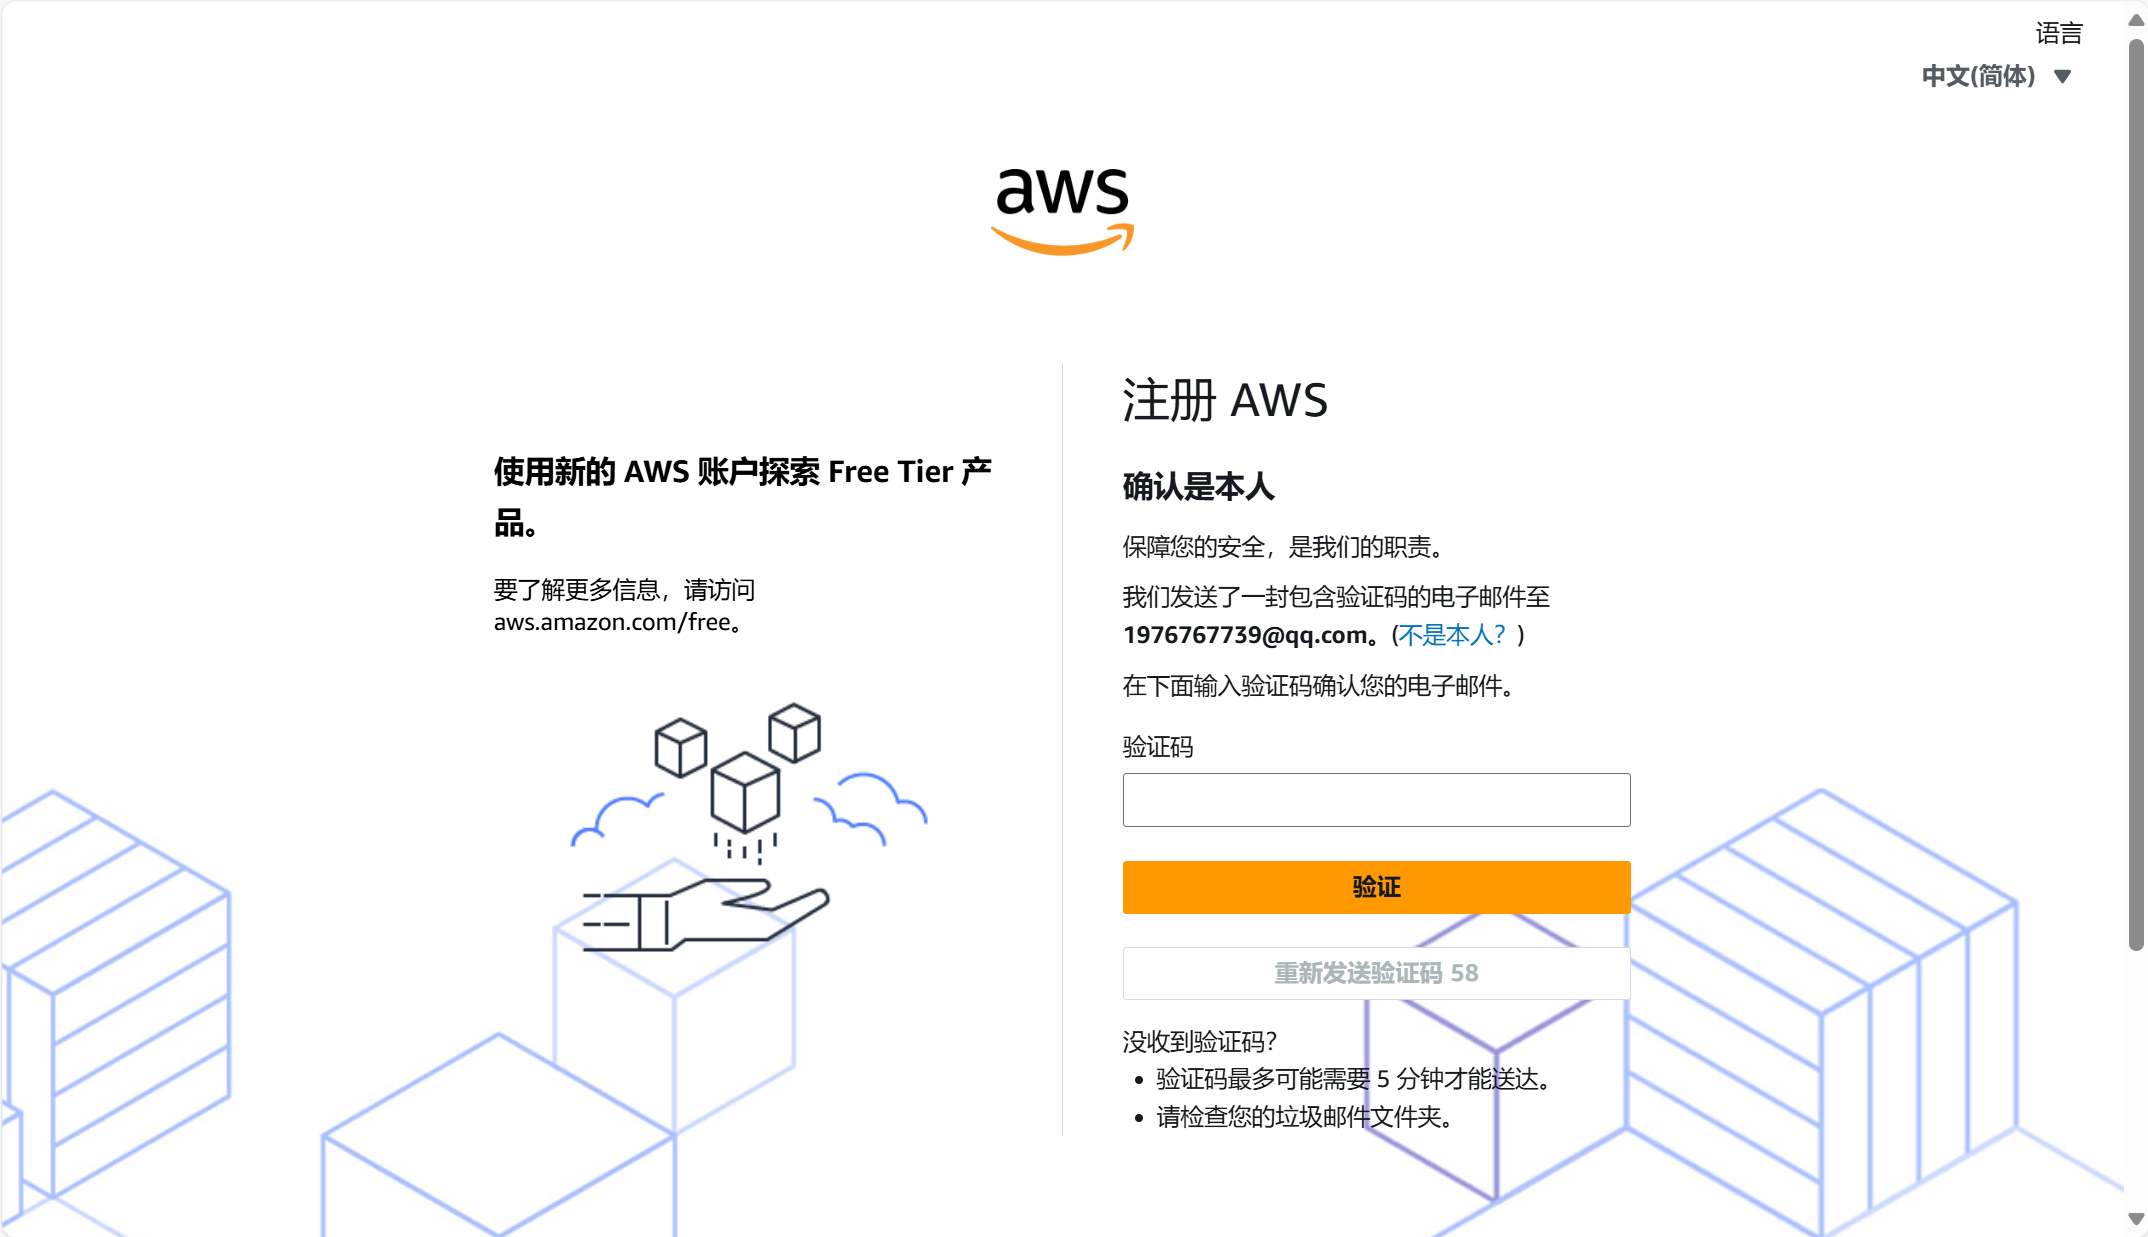 语言
中文(简体)
aws
使用新的 AWS 账户探索 Free Tier 产
品。
要了解更多信息，请访问
aws.amazon.com/free。
注册 AWS
确认是本人
保障您的安全，是我们的职责。
我们发送了一封包含验证码的电子邮件至
1976767739@qq.com。(不是本人？)
在下面输入验证码确认您的电子邮件。
验证码
验证
重新发送验证码 58
没收到验证码？
• 验证码最多可能需要 5 分钟才能送达。
• 请检查您的垃圾邮件文件夹。